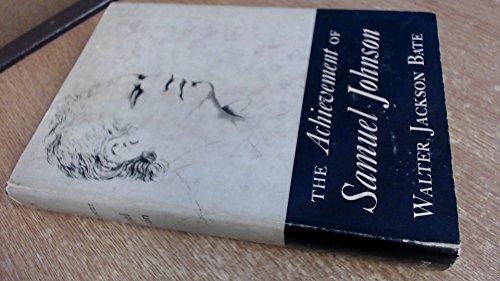 THE Achievement OF
Samuel Johnson
WALTER JACKSON BATE